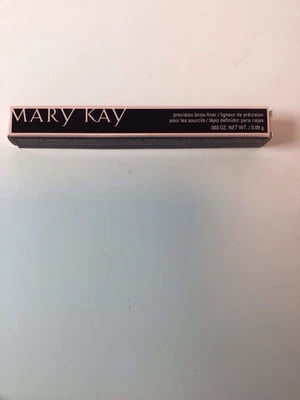 MARY KAY
precision brow liner / ligneur de précision
pour les sourcils / lápiz definidor para cejas
.003 OZ. NET WT. / 0.09 g